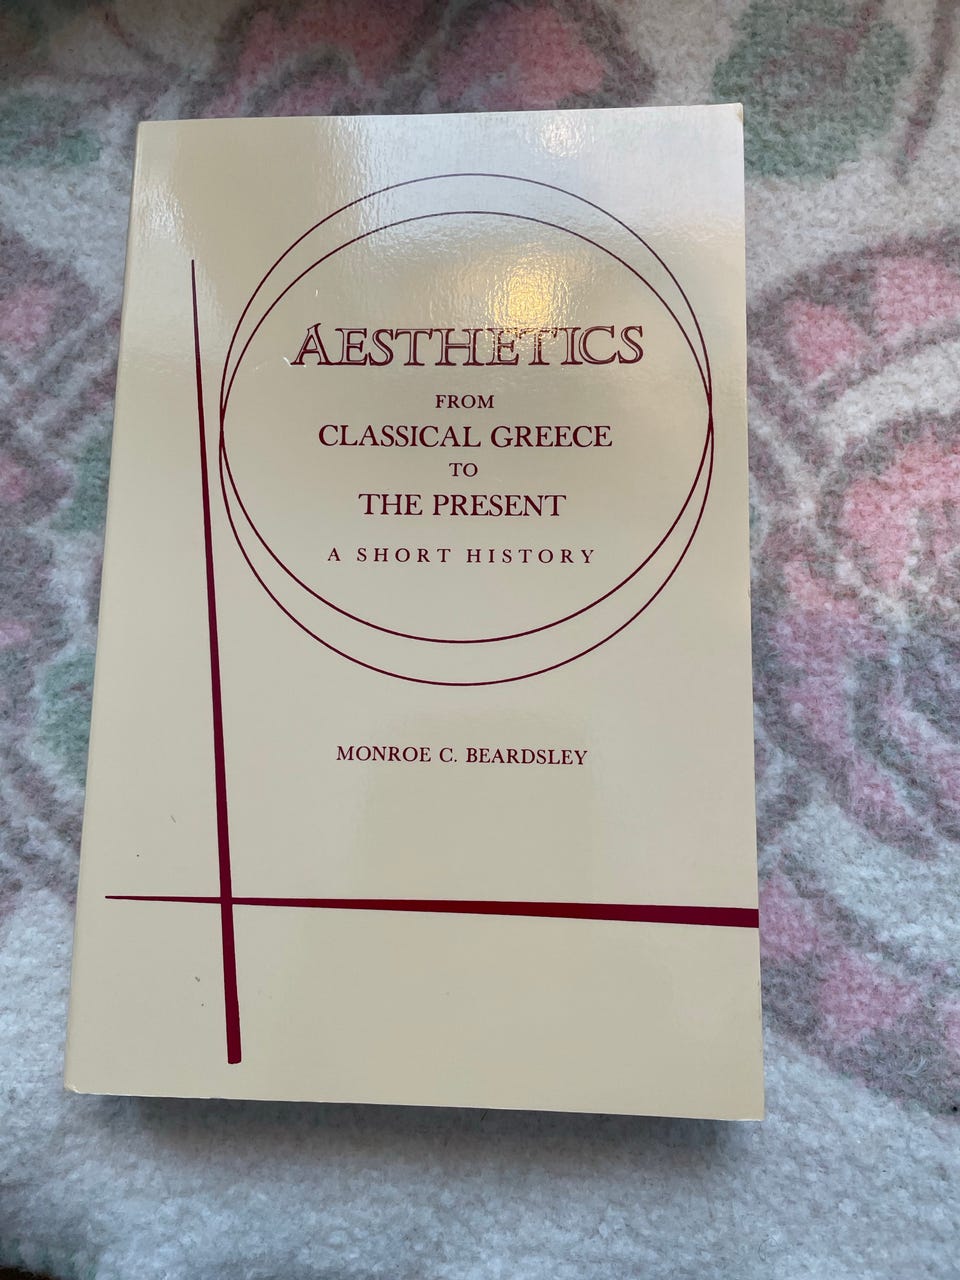 AESTHETICS
FROM
CLASSICAL GREECE
TO
THE PRESENT
A SHORT HISTORY
MONROE C. BEARDSLEY